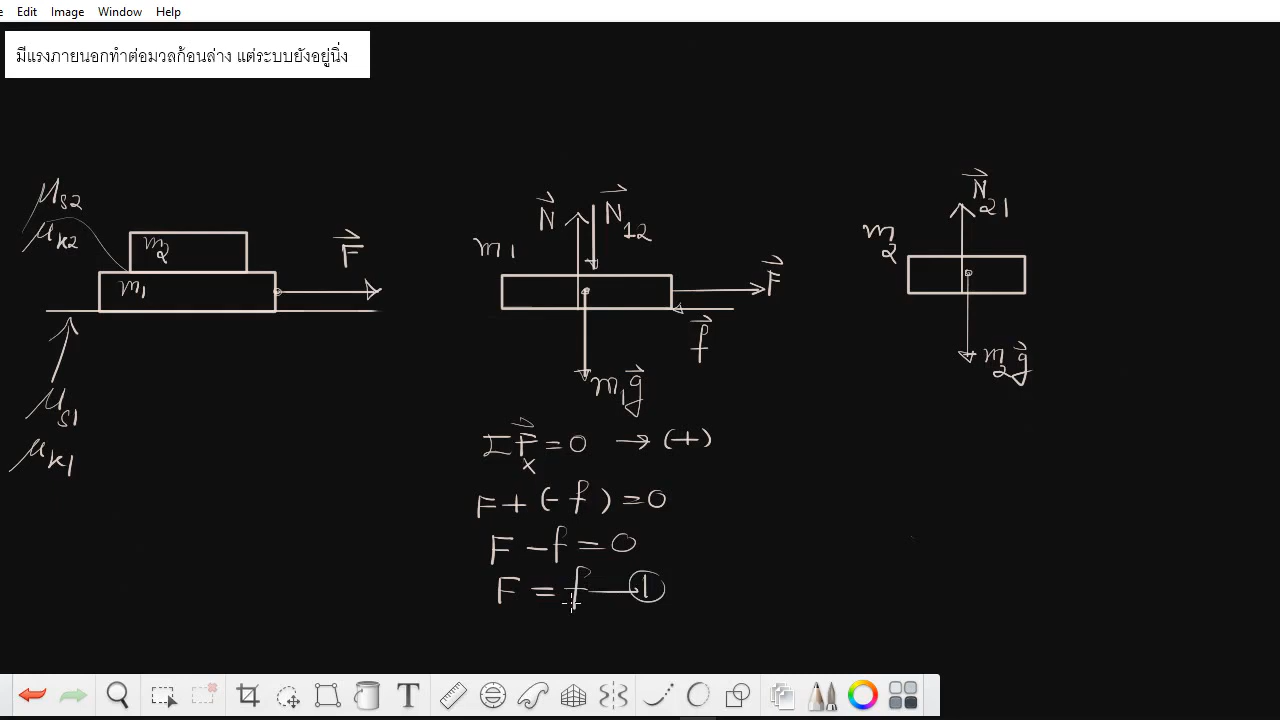 Edit Image Window Help
มีแรงภายนอกทำต่อมวลก้อนล่าง แต่ระบบยังอยู่นิ่ง
μs2
μk2
m2
m1
F
μs1
μk1
m1
N
N12
F
f
m1g
m2
N21
m2g
ΣFx = 0 → (+)
F + (-f) = 0
F - f = 0
F = f — ①
T